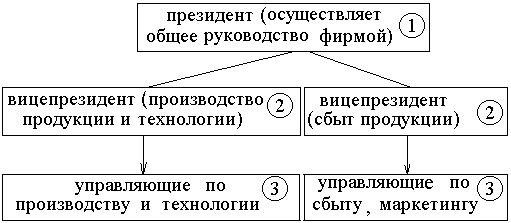 президент (осуществляет
общее руководство фирмой) 1
вицепрезидент (производство
продукции и технологии) 2
вицепрезидент
(сбыт продукции) 2
управляющие по
производству и технологии 3
управляющие по
сбыту, маркетингу 3